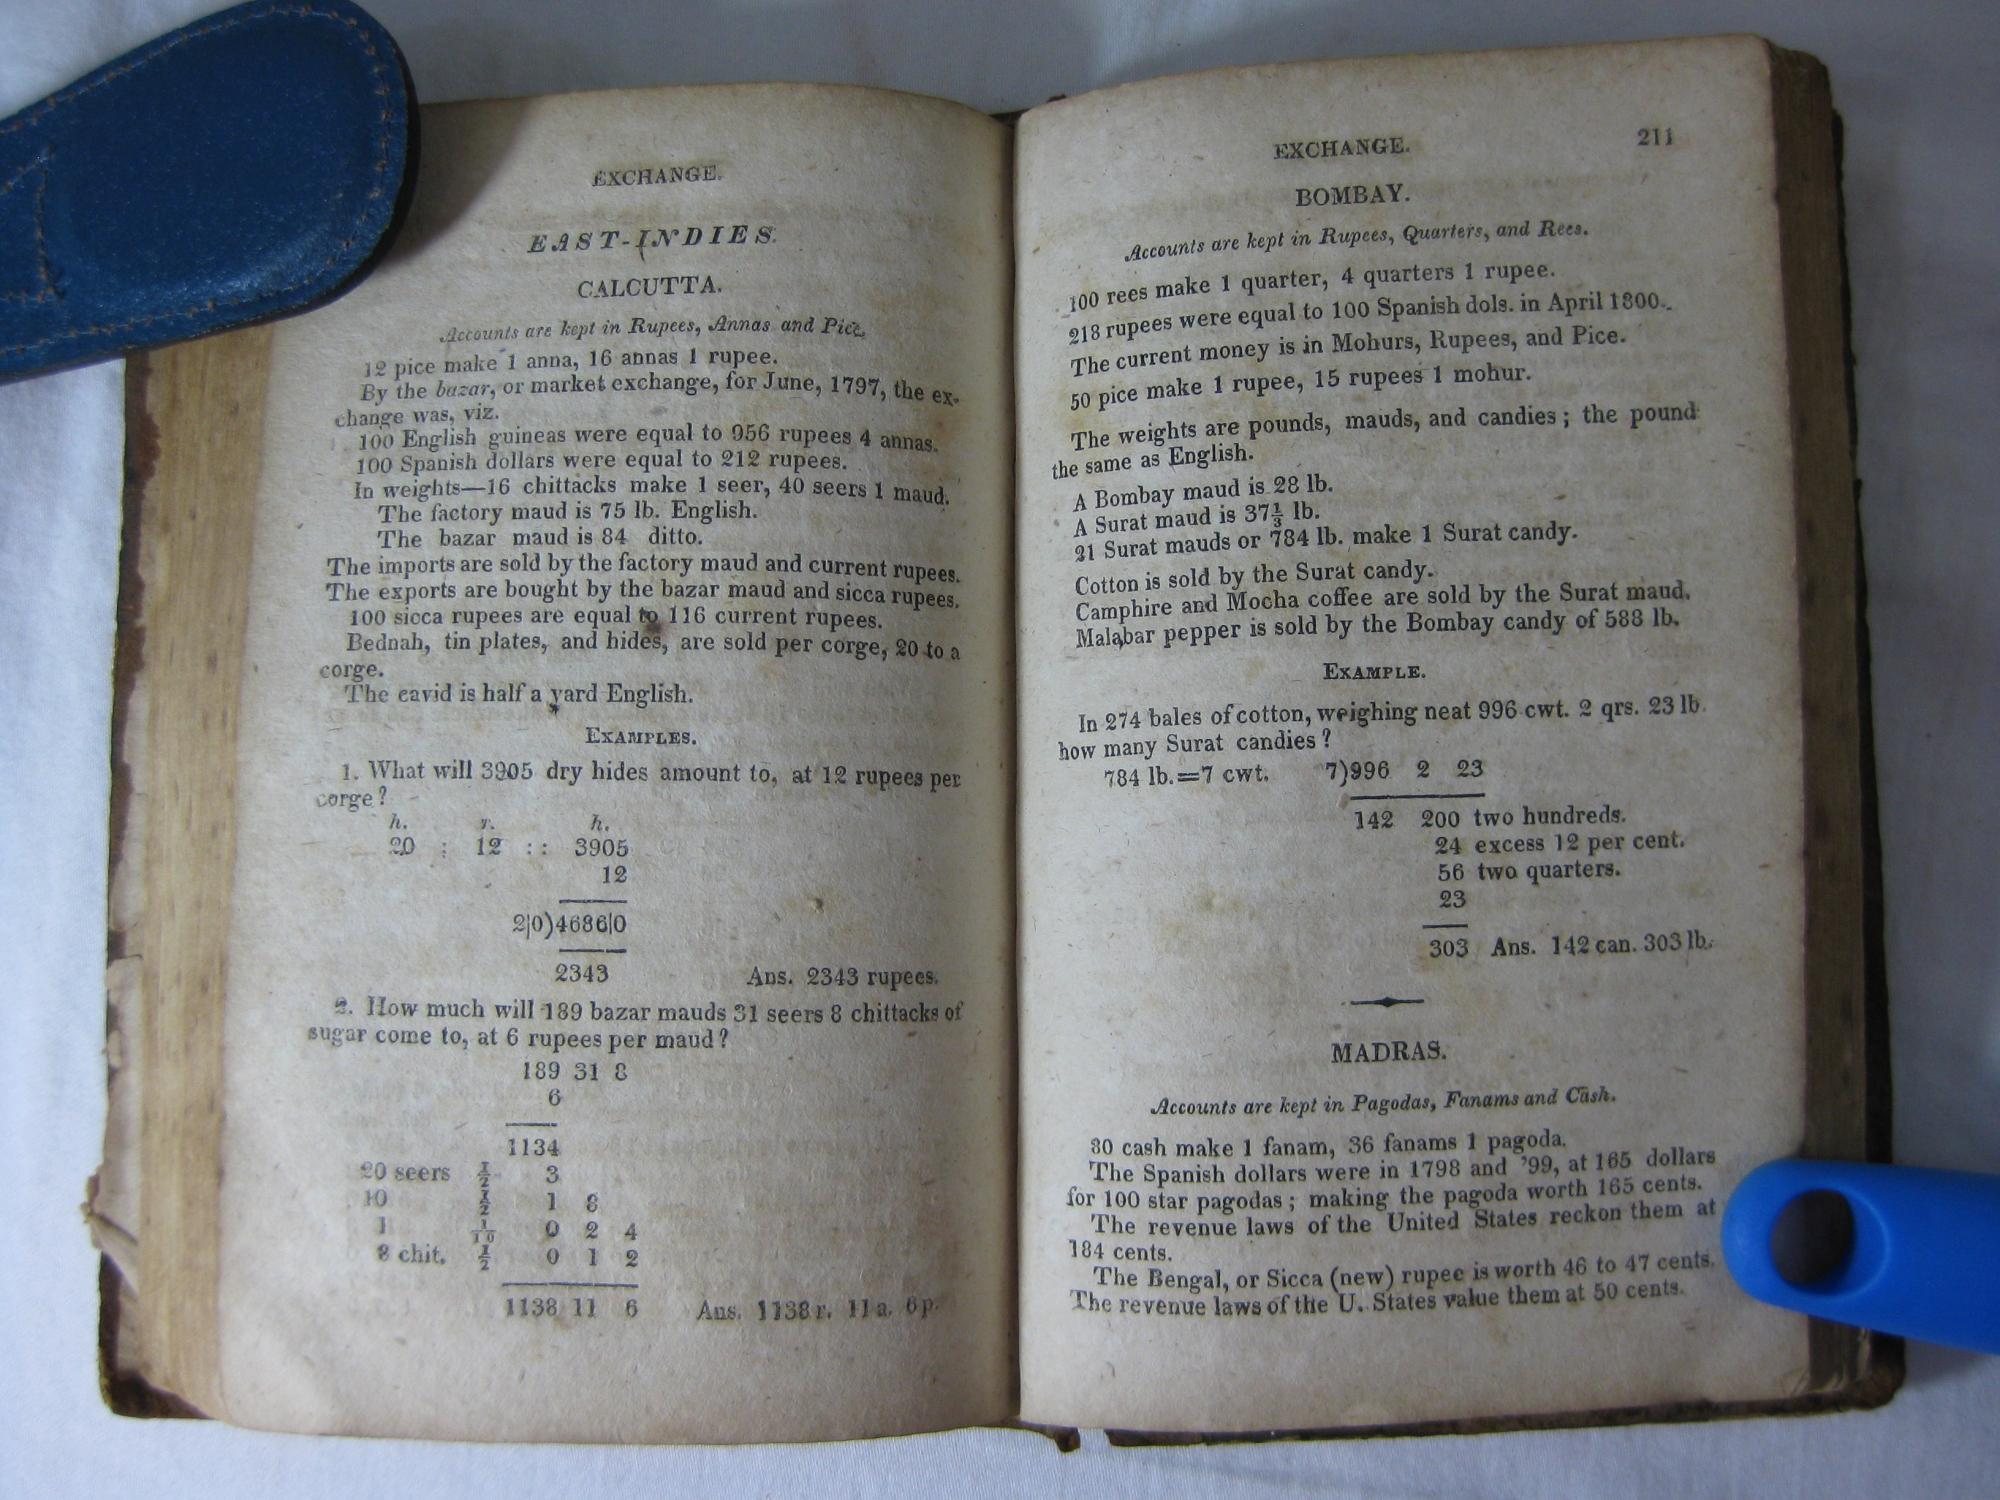 EXCHANGE.
EAST-INDIES.
CALCUTTA.
Accounts are kept in Rupees, Annas and Pice.
12 pice make 1 anna, 16 annas 1 rupee.
By the bazar, or market exchange, for June, 1797, the ex-
change was, viz.
100 English guineas were equal to 956 rupees 4 annas.
100 Spanish dollars were equal to 212 rupees.
In weights—16 chittacks make 1 seer, 40 seers 1 maud.
The factory maud is 75 lb. English.
The bazar maud is 84 ditto.
The imports are sold by the factory maud and current rupees.
The exports are bought by the bazar maud and sicca rupees.
100 sicca rupees are equal to 116 current rupees.
Bednah, tin plates, and hides, are sold per corge, 20 to a
corge.
The cavid is half a yard English.
EXAMPLES.
1. What will 3905 dry hides amount to, at 12 rupees per
corge?
h. r. h.
20 : 12 :: 3905
12
2|0)4686|0
2343 Ans. 2343 rupees.
2. How much will 189 bazar mauds 31 seers 8 chittacks of
sugar come to, at 6 rupees per maud?
189 31 8
6
1134
20 seers ½ 3
10 ½ 1 8
1 1/10 0 2 4
8 chit. ½ 0 1 2
1138 11 6 Ans. 1138 r. 11 a. 6 p.
EXCHANGE. 211
BOMBAY.
Accounts are kept in Rupees, Quarters, and Rees.
100 rees make 1 quarter, 4 quarters 1 rupee.
218 rupees were equal to 100 Spanish dols. in April 1800.
The current money is in Mohurs, Rupees, and Pice.
50 pice make 1 rupee, 15 rupees 1 mohur.
The weights are pounds, mauds, and candies; the pound
the same as English.
A Bombay maud is 28 lb.
A Surat maud is 37⅓ lb.
21 Surat mauds or 784 lb. make 1 Surat candy.
Cotton is sold by the Surat candy.
Camphire and Mocha coffee are sold by the Surat maud.
Malabar pepper is sold by the Bombay candy of 588 lb.
EXAMPLE.
In 274 bales of cotton, weighing neat 996 cwt. 2 qrs. 23 lb.
how many Surat candies?
784 lb.=7 cwt. 7)996 2 23
142 200 two hundreds.
24 excess 12 per cent.
56 two quarters.
23
303 Ans. 142 can. 303 lb.
MADRAS.
Accounts are kept in Pagodas, Fanams and Cash.
80 cash make 1 fanam, 36 fanams 1 pagoda.
The Spanish dollars were in 1798 and '99, at 165 dollars
for 100 star pagodas; making the pagoda worth 165 cents.
The revenue laws of the United States reckon them at
184 cents.
The Bengal, or Sicca (new) rupee is worth 46 to 47 cents.
The revenue laws of the U. States value them at 50 cents.